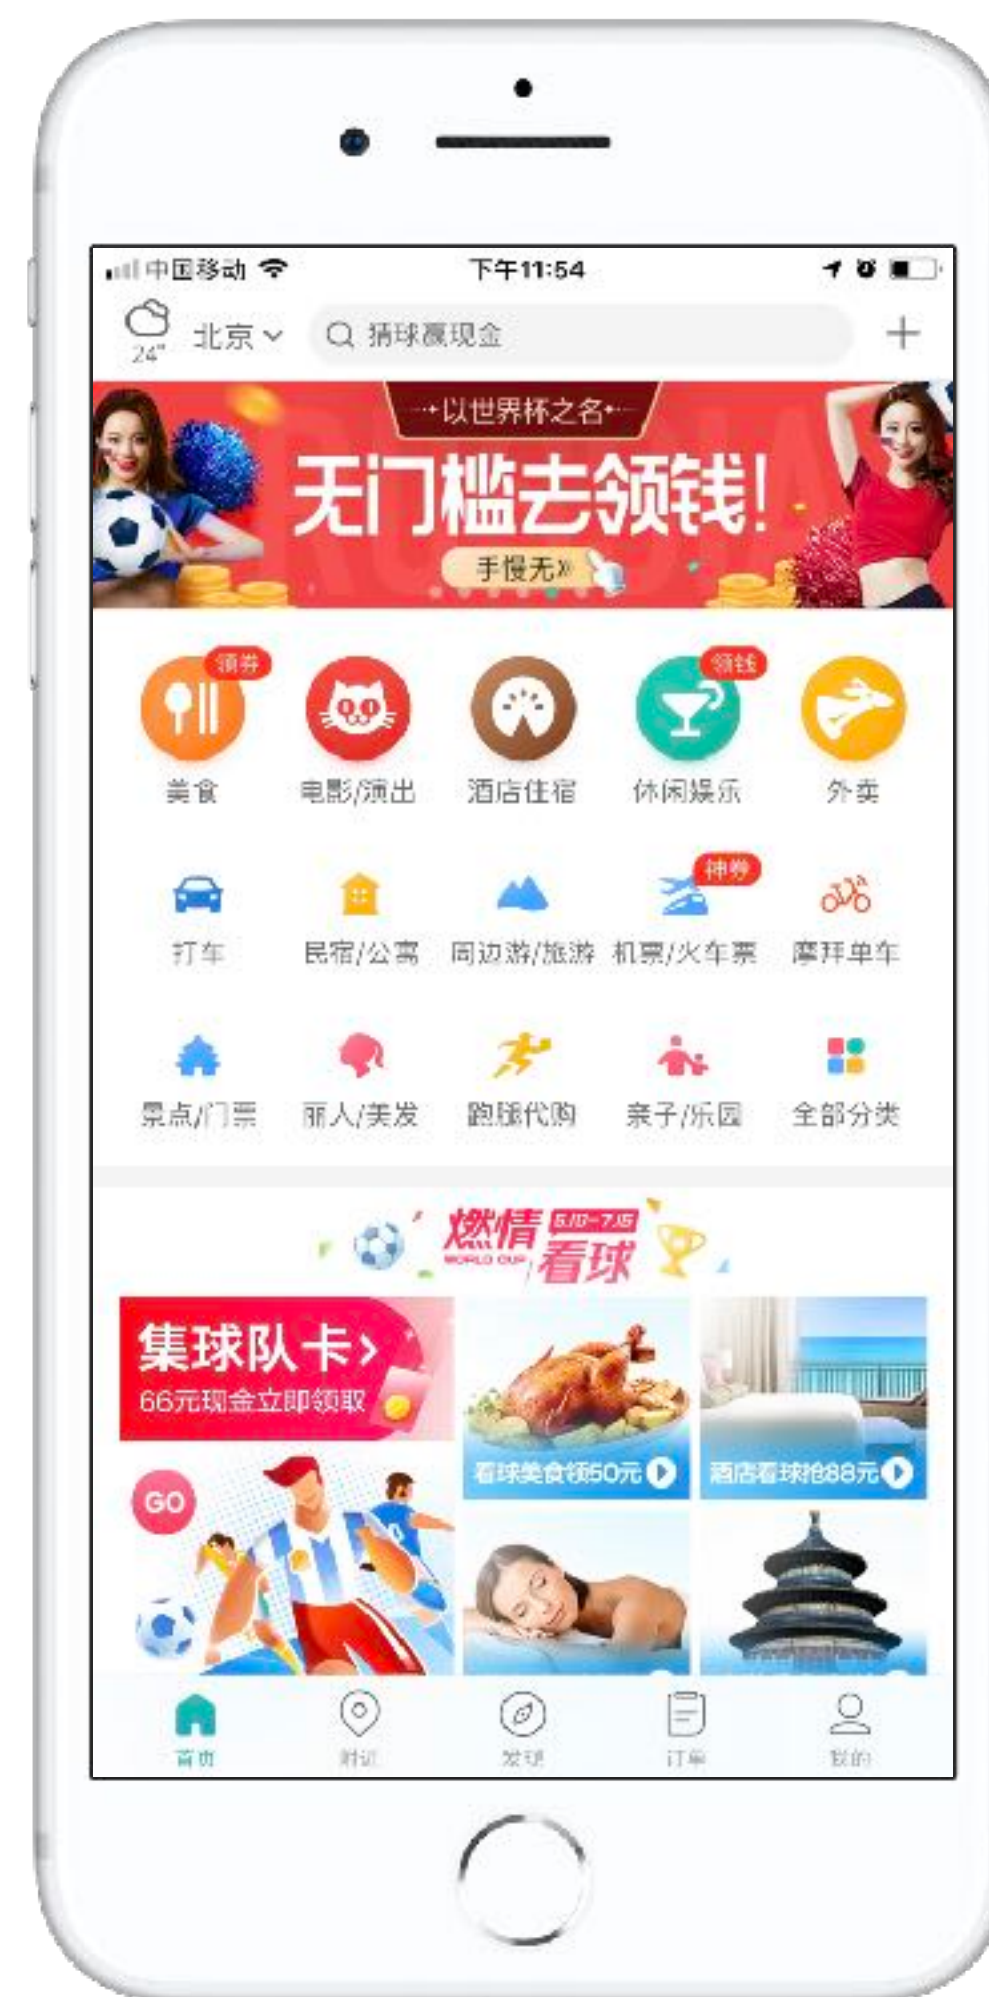 中国移动
下午11:54
24°
北京
猜球赢现金
RUSSIA
以世界杯之名
无门槛去领钱!
手慢无»
领券
领钱
美食
电影/演出
酒店住宿
休闲娱乐
外卖
神券
打车
民宿/公寓
周边游/旅游
机票/火车票
摩拜单车
景点/门票
丽人/美发
跑腿代购
亲子/乐园
全部分类
燃情
WORLD CUP
看球
集球队卡>
66元现金立即领取
看球美食领50元
酒店看球抢88元
GO
首页
附近
发现
订单
我的